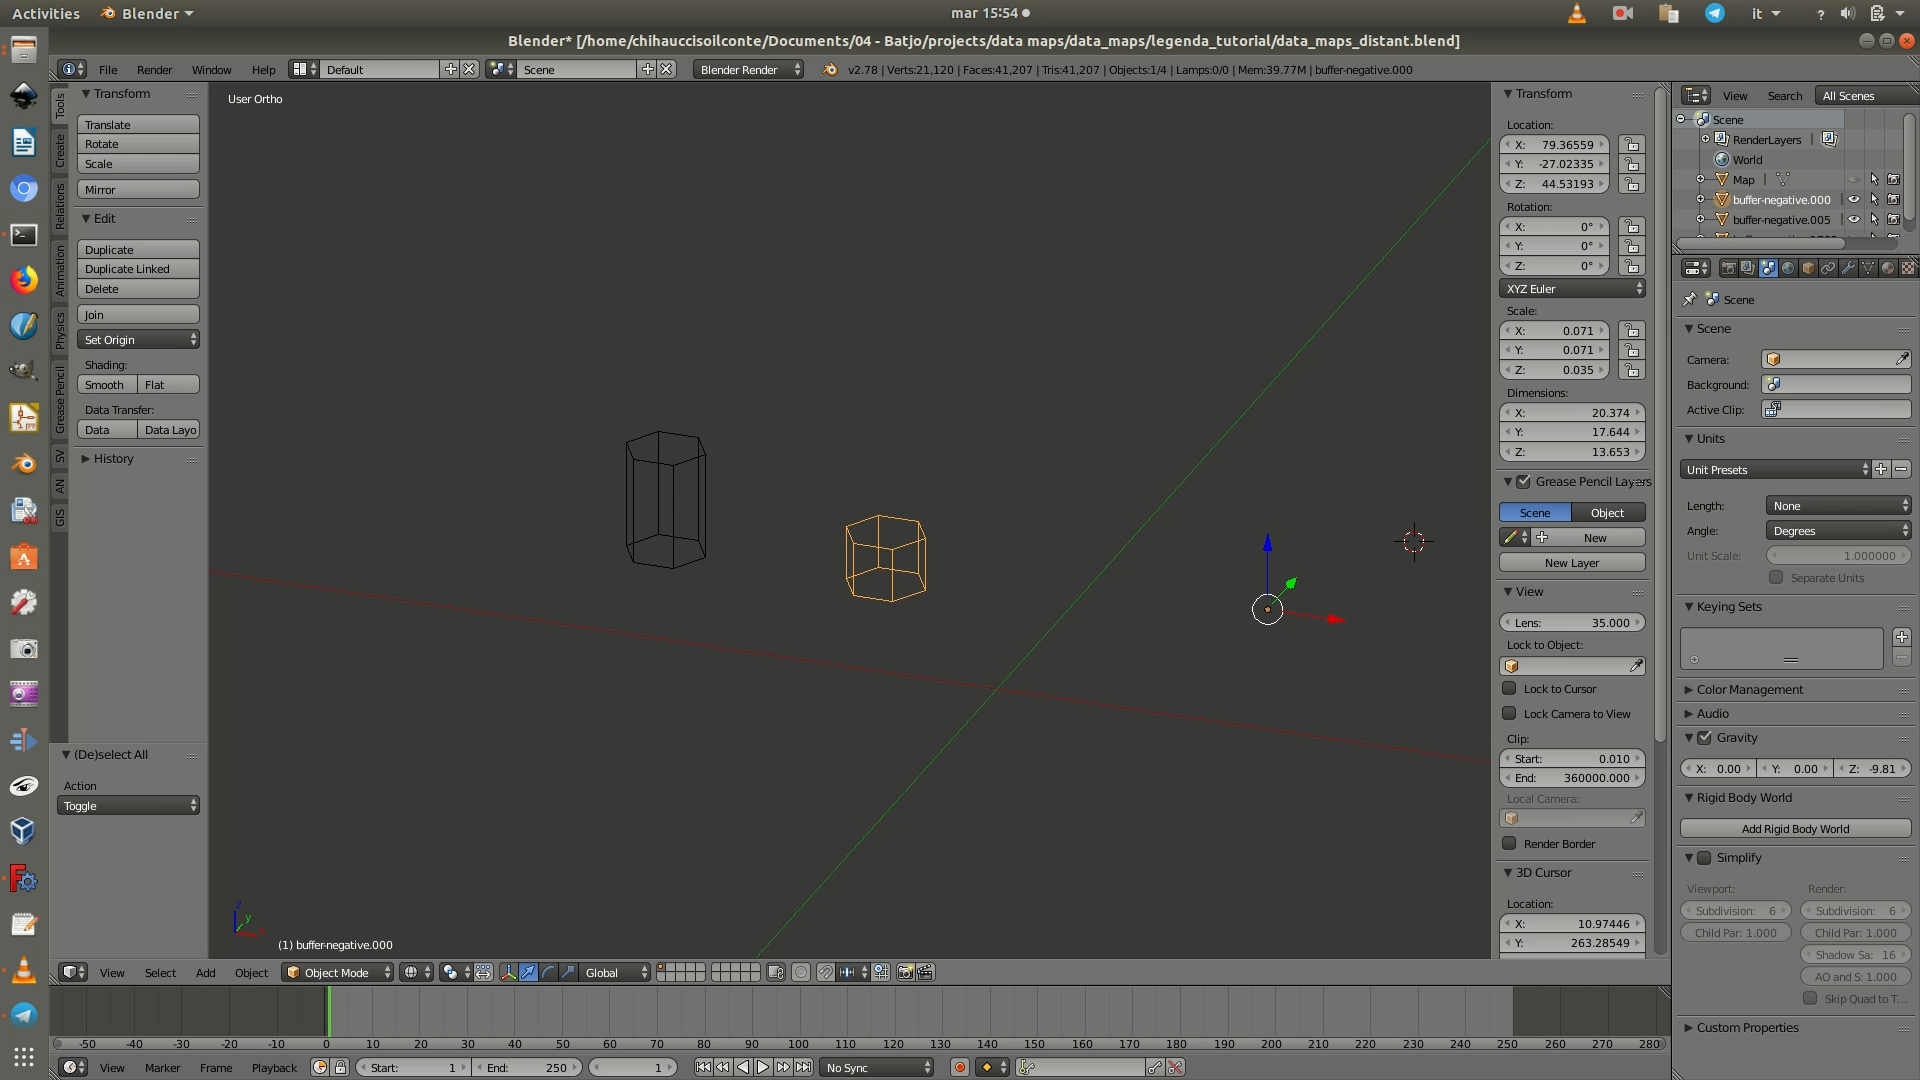 Activities Blender mar 15:54 it ?
Blender* [/home/chihauccisoilconte/Documents/04 - Batjo/projects/data maps/data_maps/legenda_tutorial/data_maps_distant.blend]
File Render Window Help Default Scene Blender Render v2.78 | Verts:21,120 | Faces:41,207 | Tris:41,207 | Objects:1/4 | Lamps:0/0 | Mem:39.77M | buffer-negative.000
Tools
Create
Relations
Animation
Physics
Grease Pencil
SV
AN
GIS
Transform
Translate
Rotate
Scale
Mirror
Edit
Duplicate
Duplicate Linked
Delete
Join
Set Origin
Shading:
Smooth Flat
Data Transfer:
Data Data Layo
History
(De)select All
Action
Toggle
User Ortho
z
y
x
(1) buffer-negative.000
Transform
Location:
X: 79.36559
Y: -27.02335
Z: 44.53193
Rotation:
X: 0°
Y: 0°
Z: 0°
XYZ Euler
Scale:
X: 0.071
Y: 0.071
Z: 0.035
Dimensions:
X: 20.374
Y: 17.644
Z: 13.653
Grease Pencil Layers
Scene Object
New
New Layer
View
Lens: 35.000
Lock to Object:
Lock to Cursor
Lock Camera to View
Clip:
Start: 0.010
End: 360000.000
Local Camera:
Render Border
3D Cursor
Location:
X: 10.97446
Y: 263.28549
View Search All Scenes
Scene
RenderLayers
World
Map
buffer-negative.000
buffer-negative.005
Scene
Scene
Camera:
Background:
Active Clip:
Units
Unit Presets
Length: None
Angle: Degrees
Unit Scale: 1.000000
Separate Units
Keying Sets
Color Management
Audio
Gravity
X: 0.00 Y: 0.00 Z: -9.81
Rigid Body World
Add Rigid Body World
Simplify
Viewport: Render:
Subdivision: 6 Subdivision: 6
Child Par: 1.000 Child Par: 1.000
Shadow Sa: 16
AO and S: 1.000
Skip Quad to T...
Custom Properties
View Select Add Object Object Mode Global
-50 -40 -30 -20 -10 0 10 20 30 40 50 60 70 80 90 100 110 120 130 140 150 160 170 180 190 200 210 220 230 240 250 260 270 280
View Marker Frame Playback Start: 1 End: 250 1 No Sync